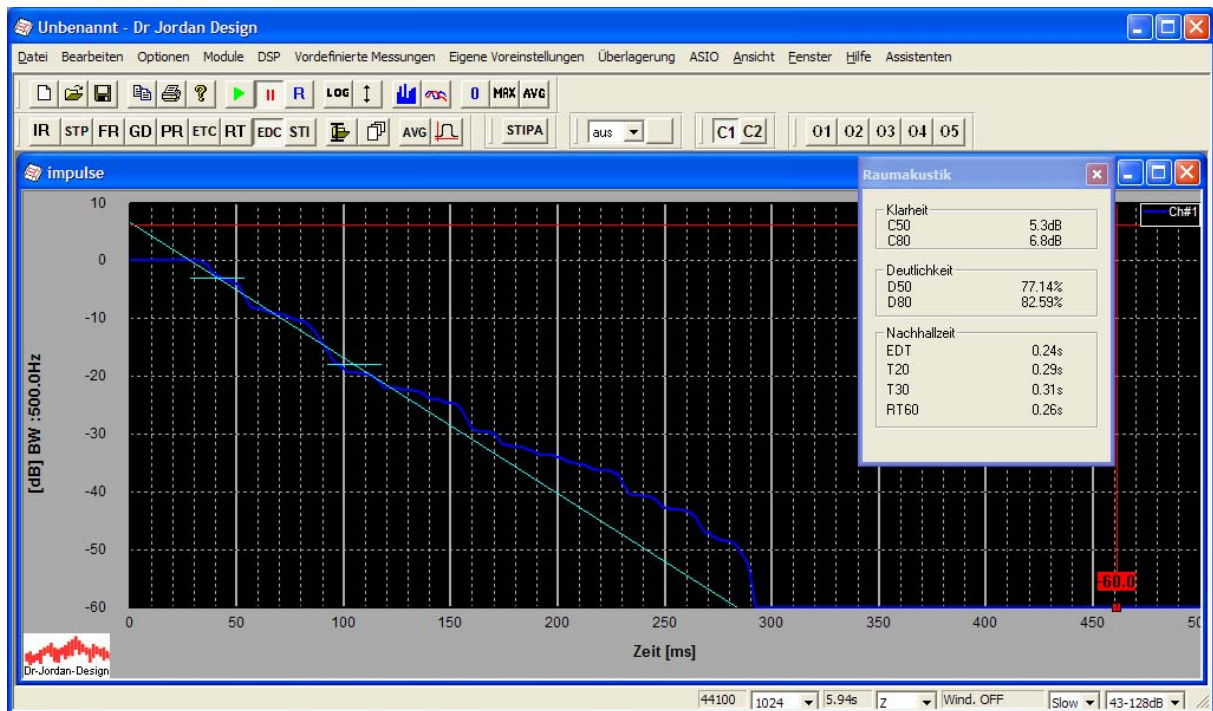 Unbenannt - Dr Jordan Design
Datei Bearbeiten Optionen Module DSP Vordefinierte Messungen Eigene Voreinstellungen Überlagerung ASIO Ansicht Fenster Hilfe Assistenten
R LOG 0 MAX AVG
IR STP FR GD PR ETC RT EDC STI AVG STIPA aus C1 C2 O1 O2 O3 O4 O5
impulse
Raumakustik
Klarheit
C50 5.3dB
C80 6.8dB
Deutlichkeit
D50 77.14%
D80 82.59%
Nachhallzeit
EDT 0.24s
T20 0.29s
T30 0.31s
RT60 0.26s
Ch#1
10
0
-10
-20
-30
-40
-50
-60
[dB] BW :500.0Hz
-60.0
0 50 100 150 200 250 300 350 400 450 50
Zeit [ms]
Dr-Jordan-Design
44100 1024 5.94s Z Wind. OFF Slow 43-128dB